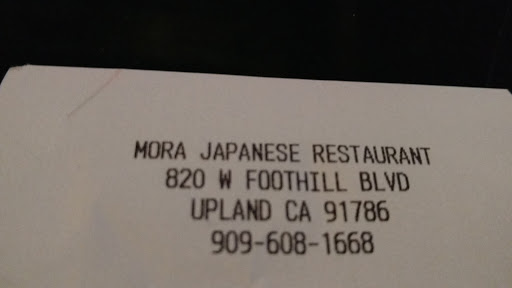 MORA JAPANESE RESTAURANT
820 W FOOTHILL BLVD
UPLAND CA 91786
909-608-1668